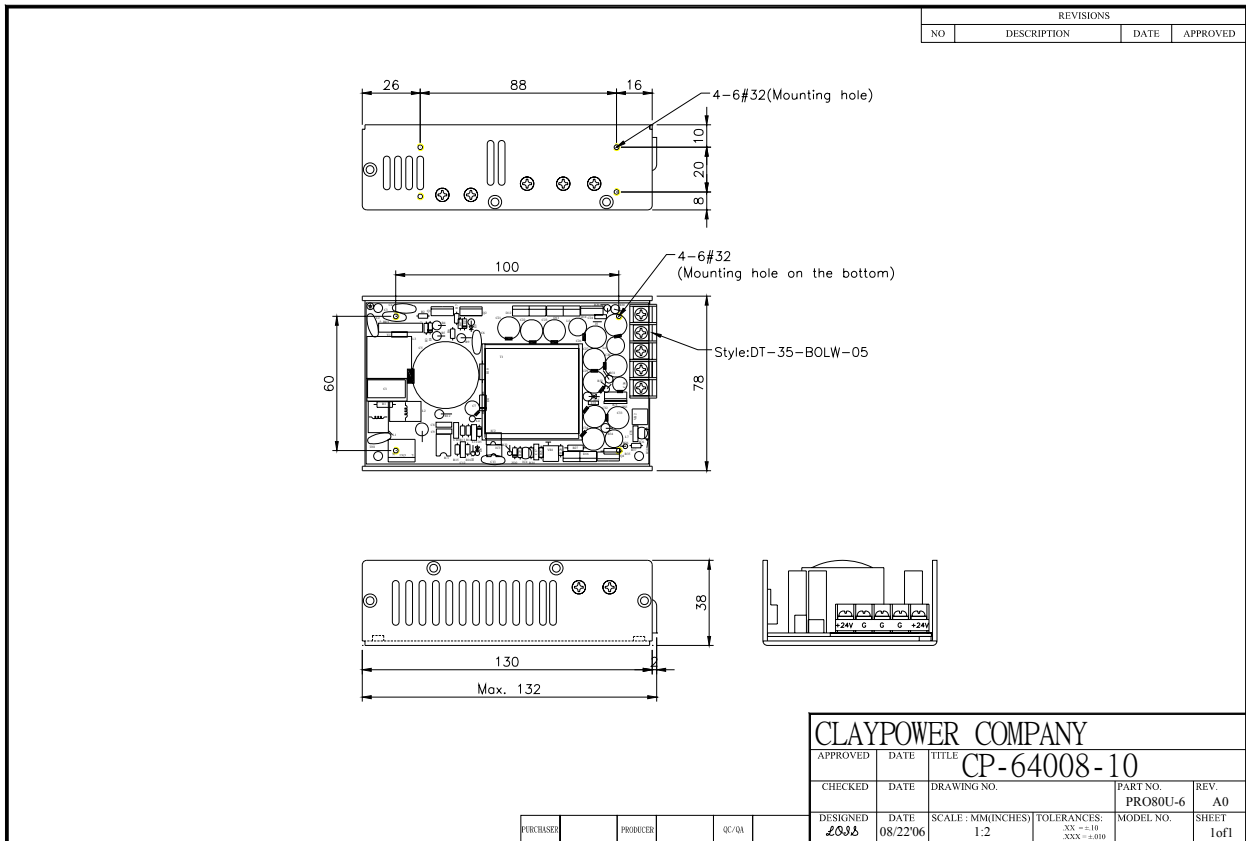 REVISIONS
NO DESCRIPTION DATE APPROVED
26 88 16
4-6#32(Mounting hole)
10
20
8
4-6#32
(Mounting hole on the bottom)
100
Style:DT-35-BOLW-05
60
78
38
+24V G G G +24V
130 2
Max. 132
CLAYPOWER COMPANY
APPROVED DATE TITLE CP-64008-10
CHECKED DATE DRAWING NO. PART NO. REV.
PRO80U-6 A0
DESIGNED DATE SCALE : MM(INCHES) TOLERANCES: MODEL NO. SHEET
LOIS 08/22'06 1:2 .XX =±.10 1of1
.XXX =±.010
PURCHASER PRODUCER QC/QA